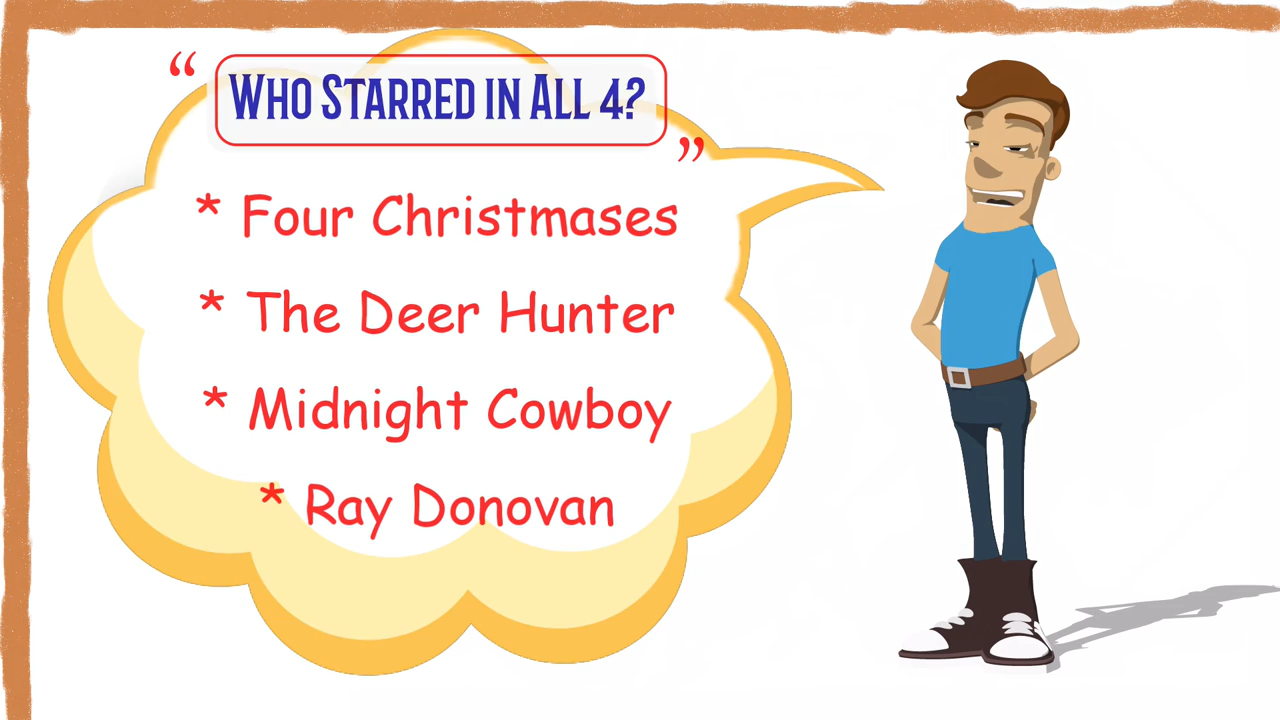 “ Who Starred in All 4? ”
* Four Christmases
* The Deer Hunter
* Midnight Cowboy
* Ray Donovan